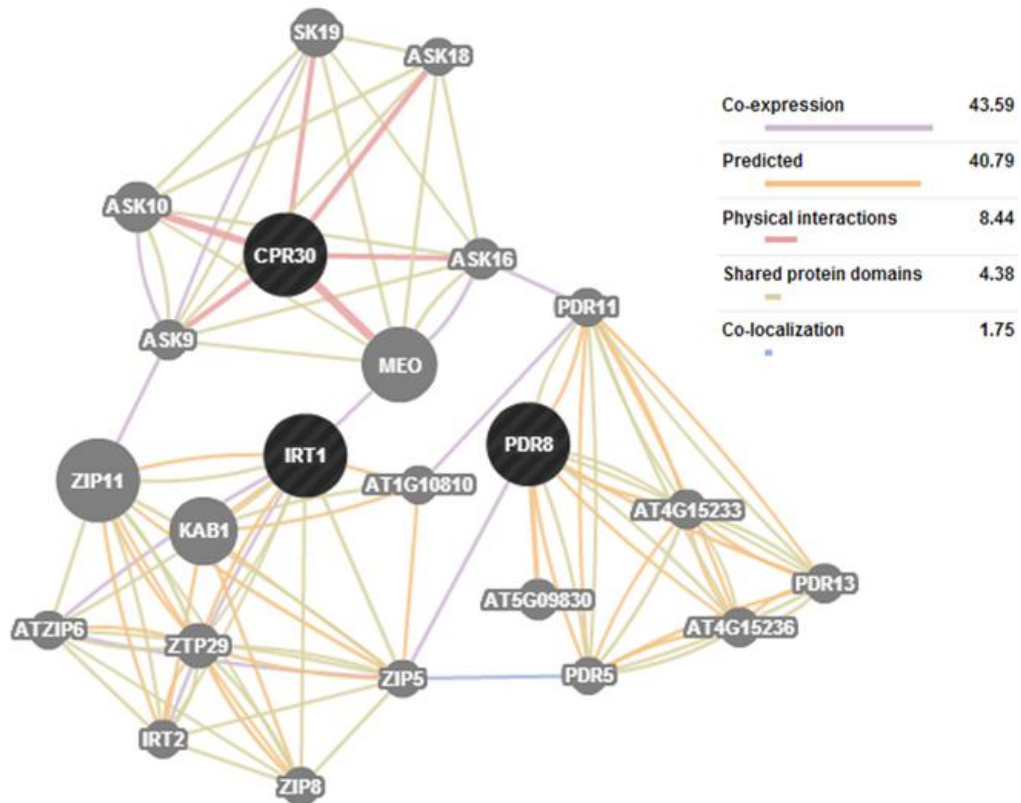 SK19
ASK18
Co-expression 43.59
Predicted 40.79
ASK10
Physical interactions 8.44
CPR30
ASK16
Shared protein domains 4.38
PDR11
Co-localization 1.75
ASK9
MEO
PDR8
IRT1
ZIP11
AT1G10810
AT4G15233
KAB1
PDR13
AT5G09830
ATZIP6
AT4G15236
ZTP29
ZIP5
PDR5
IRT2
ZIP8